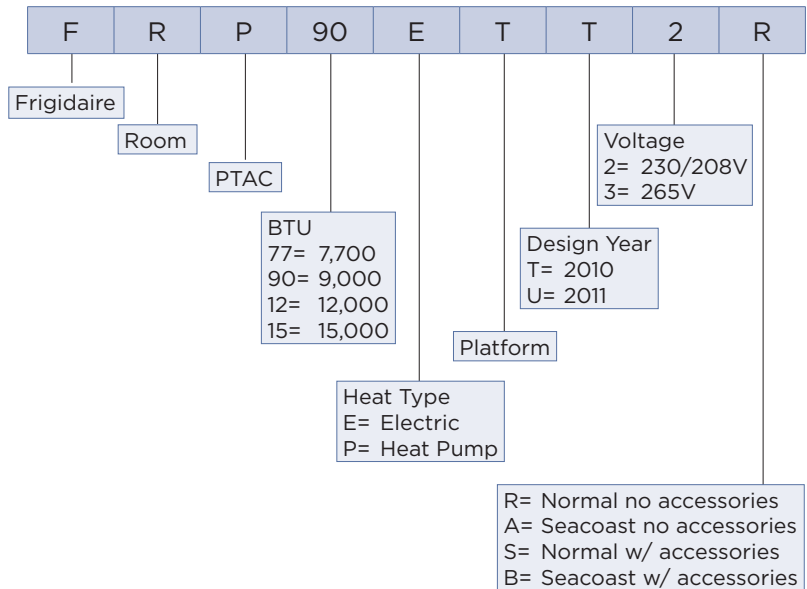 F R P 90 E T T 2 R
Frigidaire
Room
PTAC
Voltage
2= 230/208V
3= 265V
BTU
77= 7,700
90= 9,000
12= 12,000
15= 15,000
Design Year
T= 2010
U= 2011
Platform
Heat Type
E= Electric
P= Heat Pump
R= Normal no accessories
A= Seacoast no accessories
S= Normal w/ accessories
B= Seacoast w/ accessories